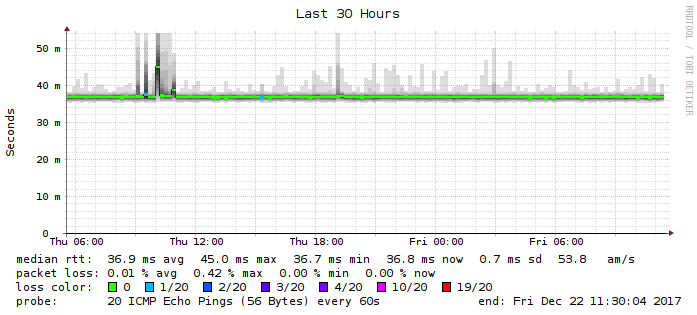 Last 30 Hours
RRDTOOL / TOBI OETIKER
Seconds
50 m
40 m
30 m
20 m
10 m
0
Thu 06:00 Thu 12:00 Thu 18:00 Fri 00:00 Fri 06:00
median rtt: 36.9 ms avg 45.0 ms max 36.7 ms min 36.8 ms now 0.7 ms sd 53.8 am/s
packet loss: 0.01 % avg 0.42 % max 0.00 % min 0.00 % now
loss color: 0 1/20 2/20 3/20 4/20 10/20 19/20
probe: 20 ICMP Echo Pings (56 Bytes) every 60s end: Fri Dec 22 11:30:04 2017